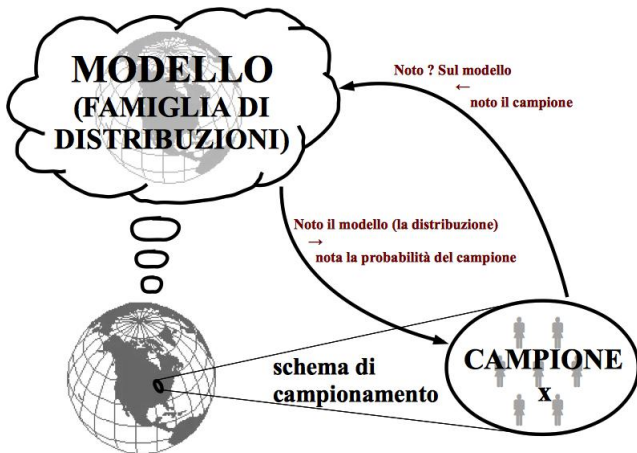 MODELLO
(FAMIGLIA DI
DISTRIBUZIONI)
Noto ? Sul modello
←
noto il campione
Noto il modello (la distribuzione)
→
nota la probabilità del campione
schema di
campionamento
CAMPIONE
x